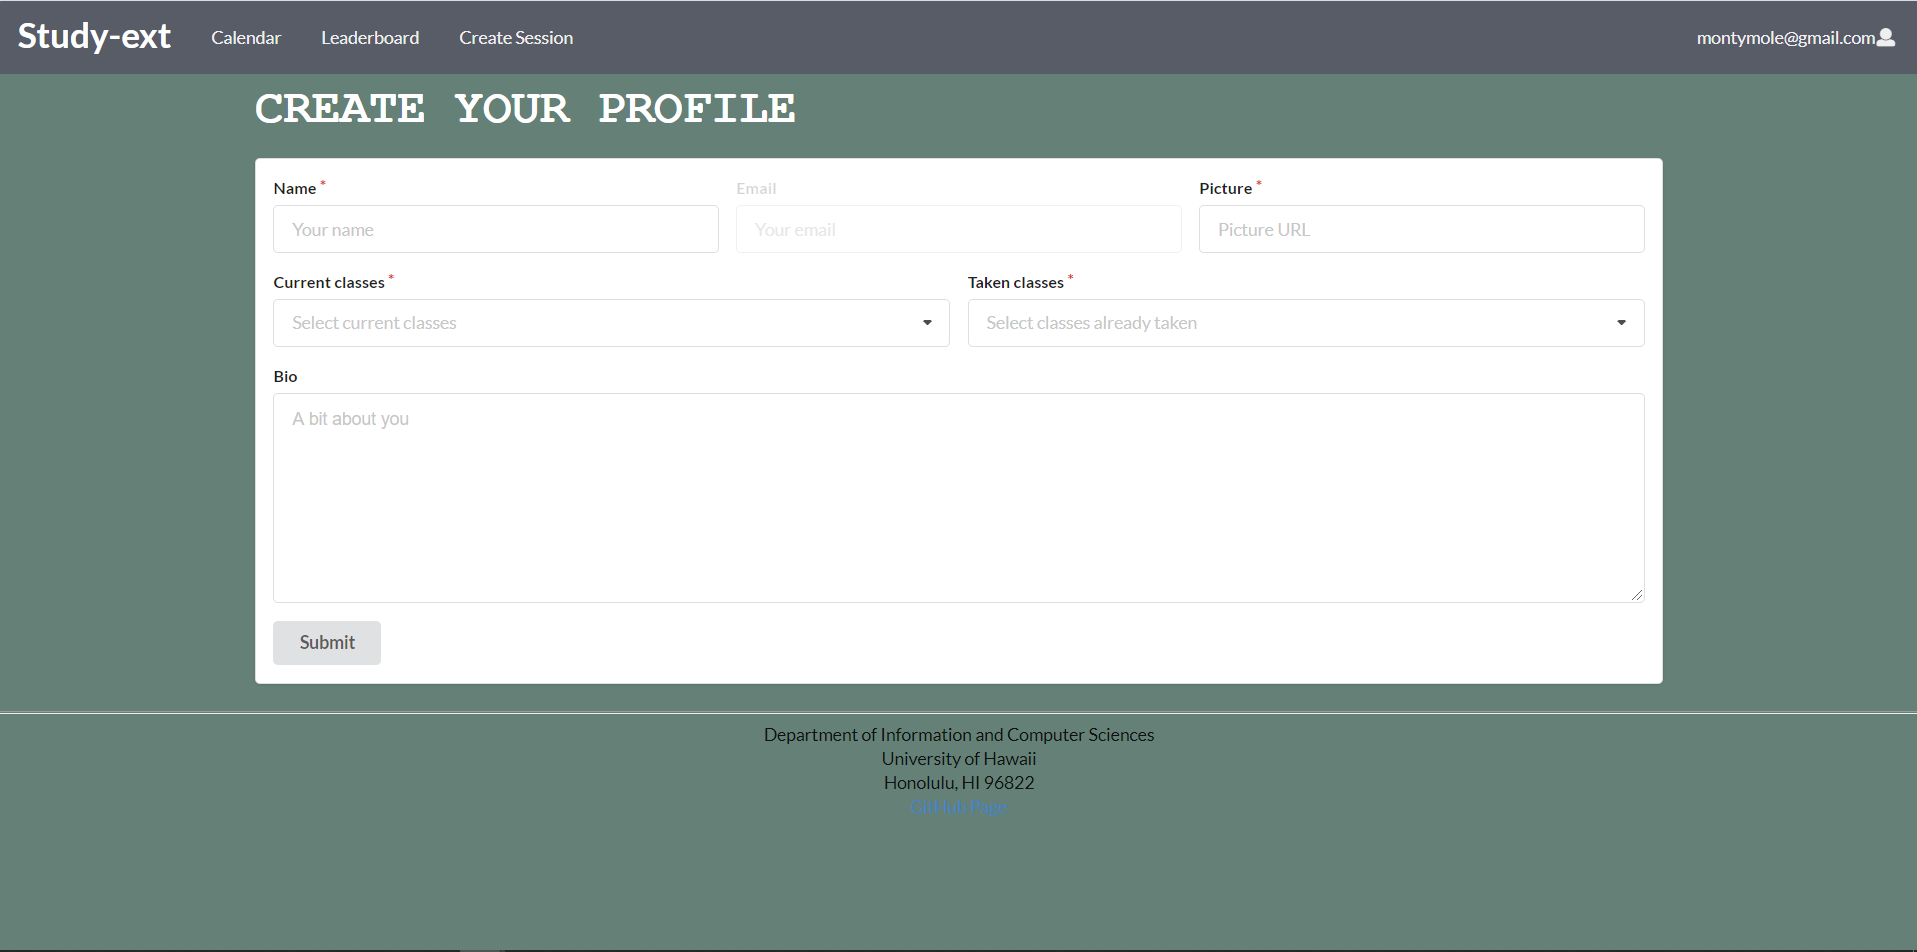 Study-ext Calendar Leaderboard Create Session montymole@gmail.com
CREATE YOUR PROFILE
Name * Email Picture *
Your name Your email Picture URL
Current classes * Taken classes *
Select current classes Select classes already taken
Bio
A bit about you
Submit
Department of Information and Computer Sciences
University of Hawaii
Honolulu, HI 96822
GitHub Page